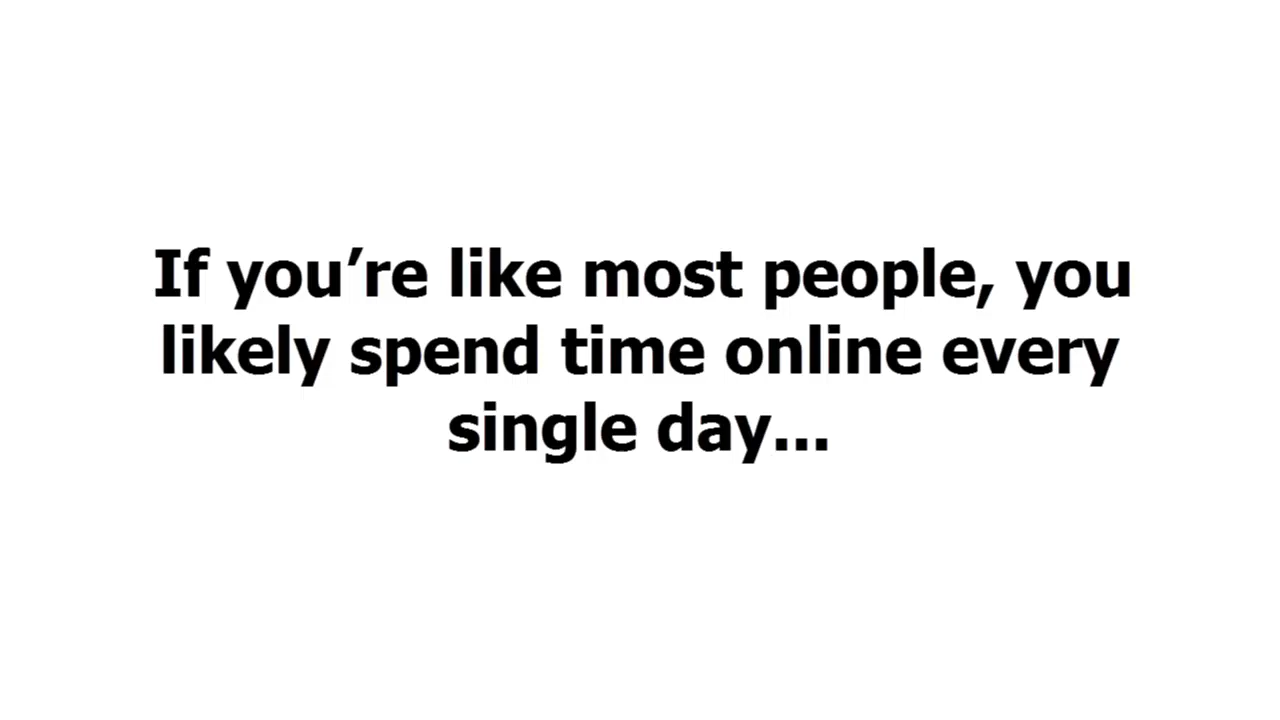 If you’re like most people, you
likely spend time online every
single day...